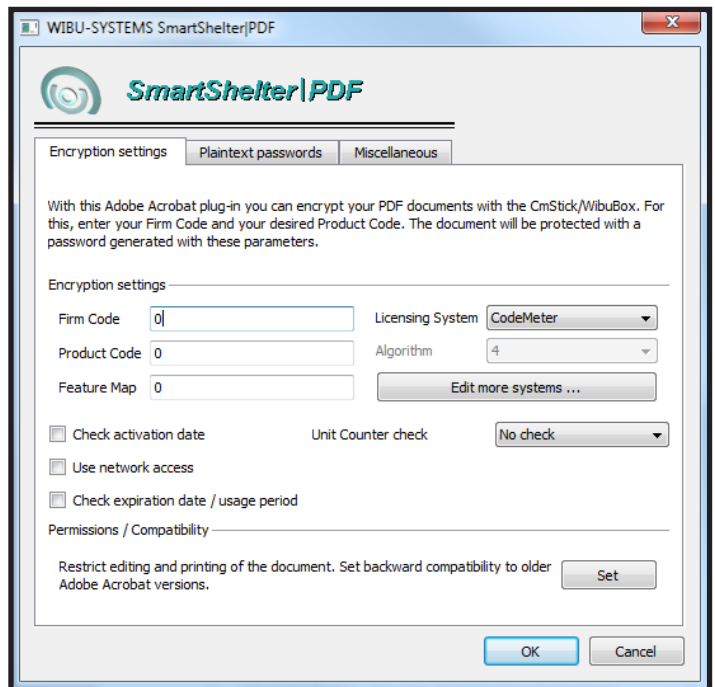 WIBU-SYSTEMS SmartShelter|PDF
SmartShelter|PDF
Encryption settings Plaintext passwords Miscellaneous
With this Adobe Acrobat plug-in you can encrypt your PDF documents with the CmStick/WibuBox. For
this, enter your Firm Code and your desired Product Code. The document will be protected with a
password generated with these parameters.
Encryption settings
Firm Code 0 Licensing System CodeMeter
Product Code 0 Algorithm 4
Feature Map 0 Edit more systems ...
Check activation date Unit Counter check No check
Use network access
Check expiration date / usage period
Permissions / Compatibility
Restrict editing and printing of the document. Set backward compatibility to older Set
Adobe Acrobat versions.
OK Cancel